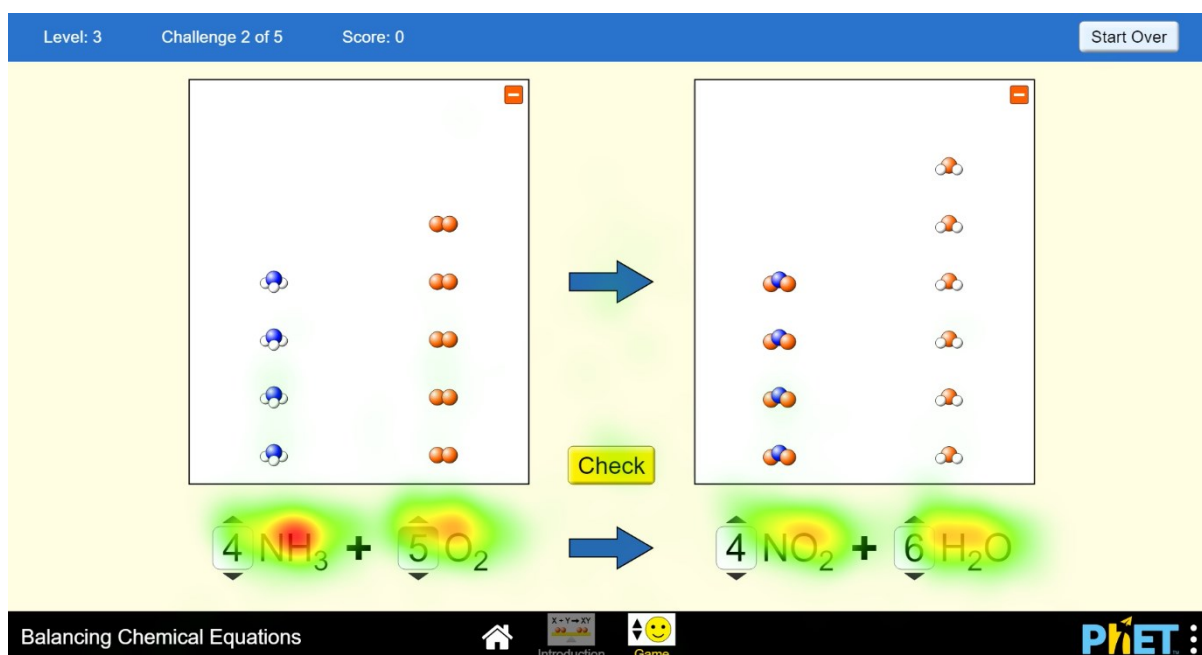 Level: 3 Challenge 2 of 5 Score: 0 Start Over
Check
4 NH₃ + 5 O₂ 4 NO₂ + 6 H₂O
X + Y → XY
Balancing Chemical Equations Introduction Game PhET